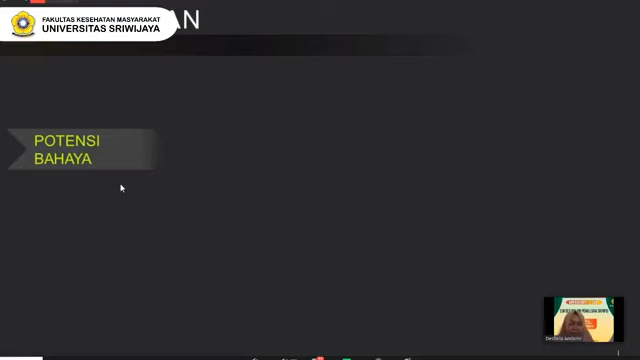 FAKULTAS KESEHATAN MASYARAKAT
UNIVERSITAS SRIWIJAYA
AN
POTENSI
BAHAYA